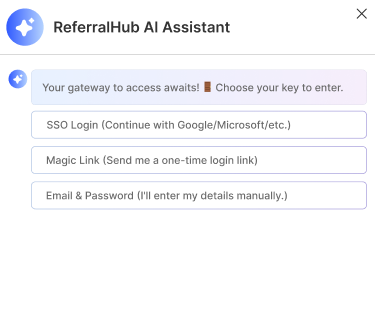 ReferralHub AI Assistant
Your gateway to access awaits! 🚪 Choose your key to enter.
SSO Login (Continue with Google/Microsoft/etc.)
Magic Link (Send me a one-time login link)
Email & Password (I'll enter my details manually.)